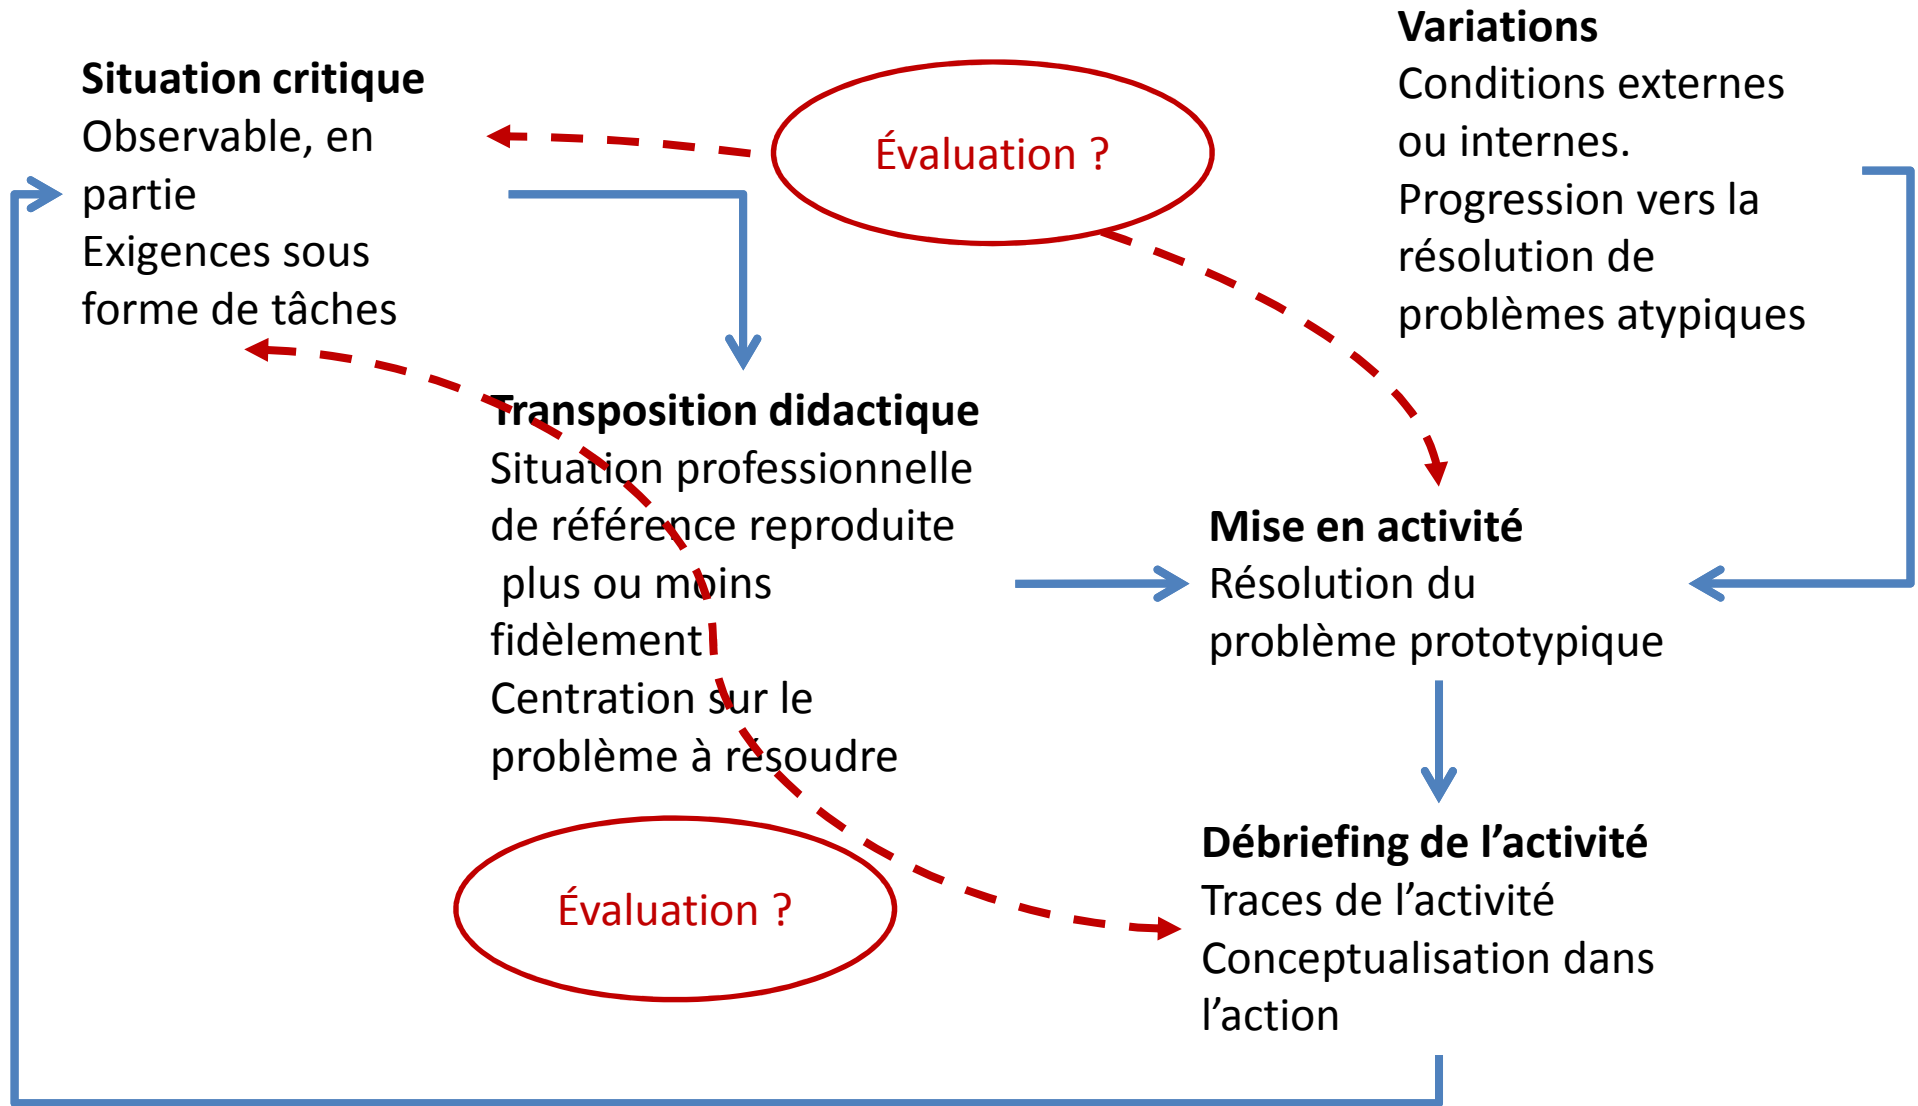 Situation critique
Observable, en
partie
Exigences sous
forme de tâches
Évaluation ?
Variations
Conditions externes
ou internes.
Progression vers la
résolution de
problèmes atypiques
Transposition didactique
Situation professionnelle
de référence reproduite
plus ou moins
fidèlement
Centration sur le
problème à résoudre
Mise en activité
Résolution du
problème prototypique
Évaluation ?
Débriefing de l’activité
Traces de l’activité
Conceptualisation dans
l’action